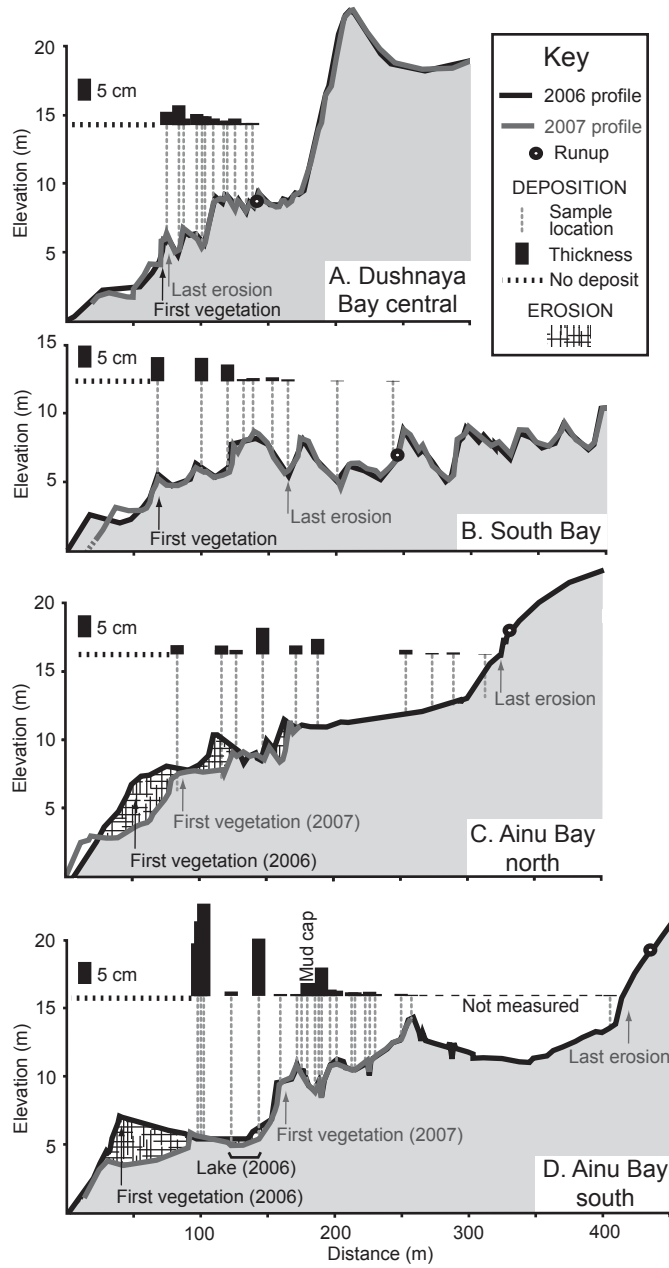 20
15
10
5
Elevation (m)
5 cm
Last erosion
First vegetation
A. Dushnaya
Bay central
Key
2006 profile
2007 profile
Runup
DEPOSITION
Sample
location
Thickness
No deposit
EROSION
15
10
5
Elevation (m)
5 cm
First vegetation
Last erosion
B. South Bay
20
15
10
5
Elevation (m)
5 cm
Last erosion
First vegetation (2007)
First vegetation (2006)
C. Ainu Bay
north
20
15
10
5
Elevation (m)
5 cm
Mud cap
Not measured
Last erosion
First vegetation (2007)
Lake (2006)
First vegetation (2006)
D. Ainu Bay
south
100
200
300
400
Distance (m)